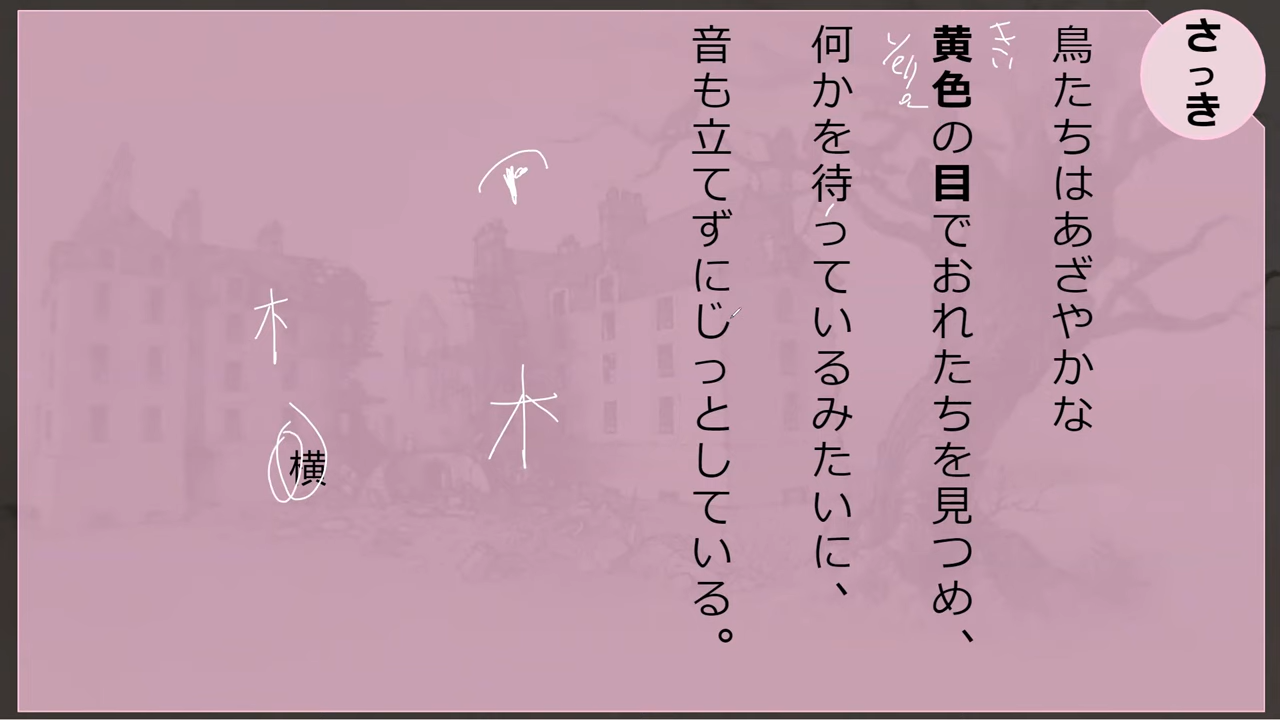 さっき
鳥たちはあざやかな
黄色の目でおれたちを見つめ、
何かを待っているみたいに、
音も立てずにじっとしている。
木
木
横